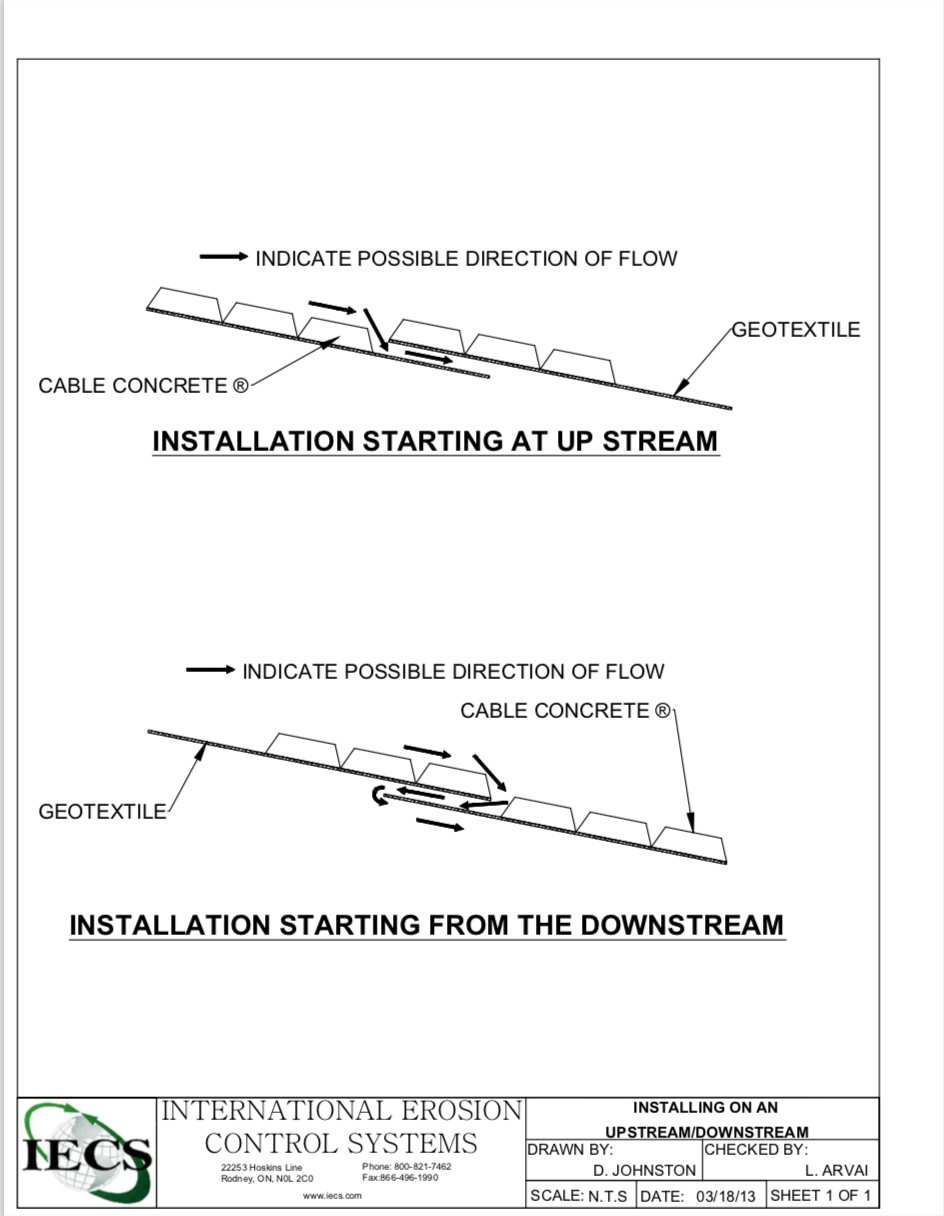 INDICATE POSSIBLE DIRECTION OF FLOW
GEOTEXTILE
CABLE CONCRETE ®
INSTALLATION STARTING AT UP STREAM
INDICATE POSSIBLE DIRECTION OF FLOW
CABLE CONCRETE ®
GEOTEXTILE
INSTALLATION STARTING FROM THE DOWNSTREAM
IECS
INTERNATIONAL EROSION
CONTROL SYSTEMS
22253 Hoskins Line
Rodney, ON, N0L 2C0
Phone: 800-821-7462
Fax:866-496-1990
www.iecs.com
INSTALLING ON AN
UPSTREAM/DOWNSTREAM
DRAWN BY:
D. JOHNSTON
CHECKED BY:
L. ARVAI
SCALE: N.T.S
DATE: 03/18/13
SHEET 1 OF 1